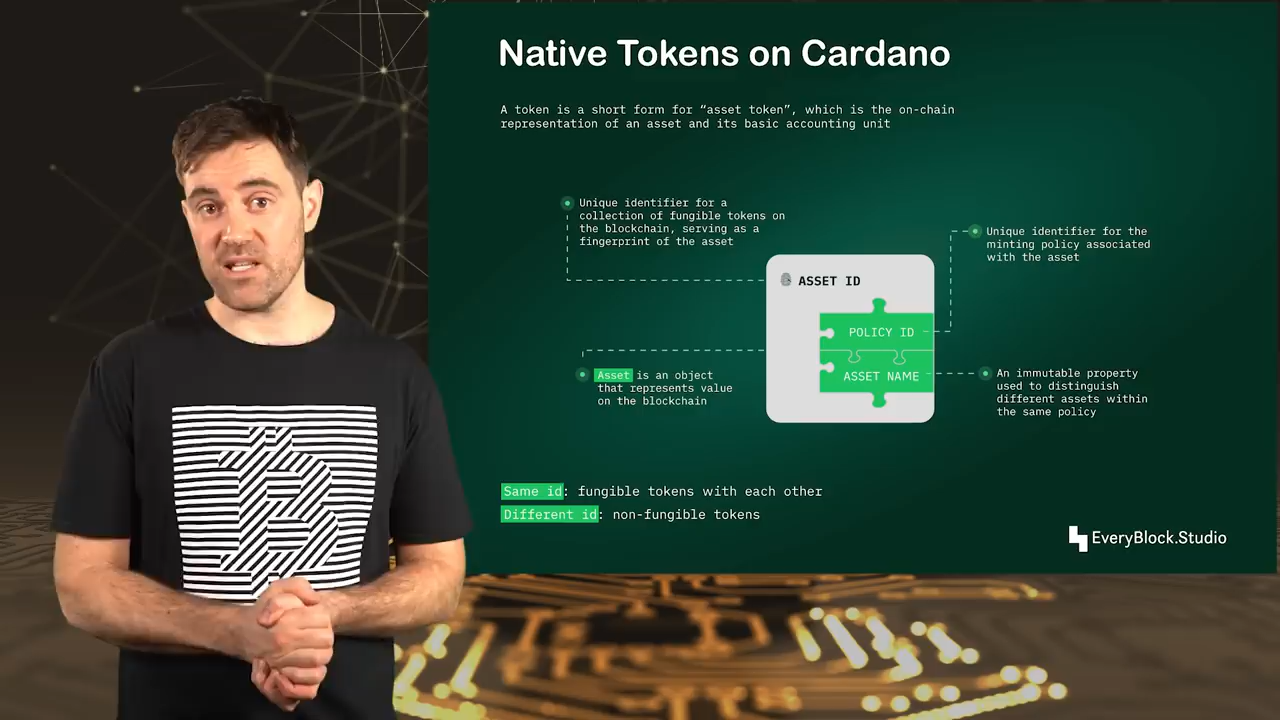 Native Tokens on Cardano
A token is a short form for “asset token”, which is the on-chain
representation of an asset and its basic accounting unit
Unique identifier for a
collection of fungible tokens on
the blockchain, serving as a
fingerprint of the asset
Unique identifier for the
minting policy associated
with the asset
ASSET ID
POLICY ID
ASSET NAME
Asset is an object
that represents value
on the blockchain
An immutable property
used to distinguish
different assets within
the same policy
Same id: fungible tokens with each other
Different id: non-fungible tokens
EveryBlock.Studio